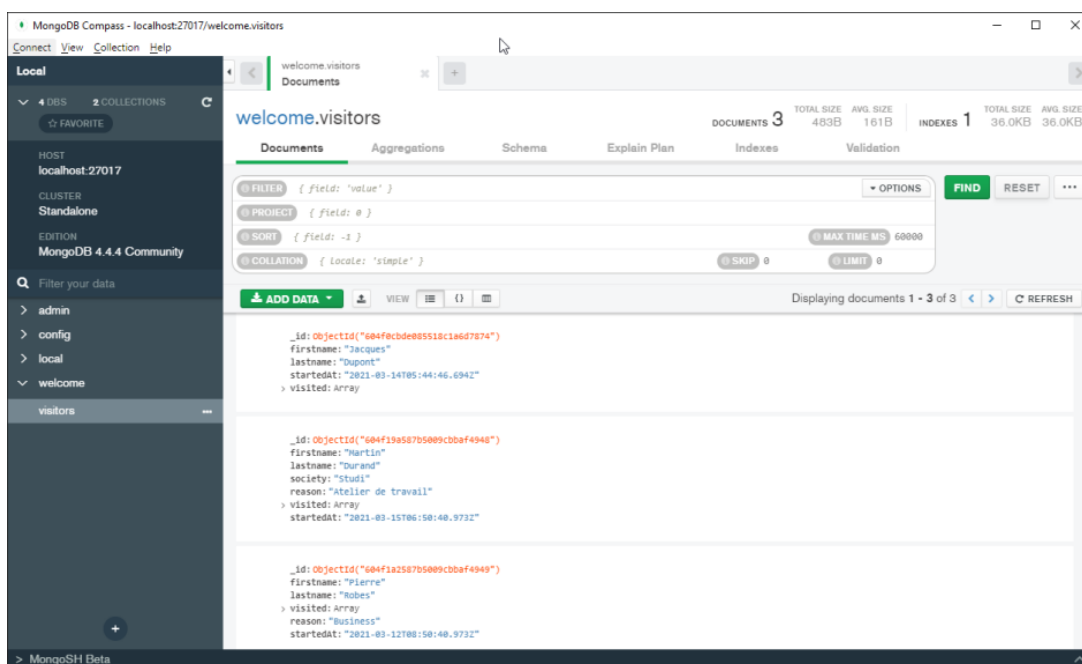 MongoDB Compass - localhost:27017/welcome.visitors
Connect View Collection Help
Local
4 DBS 2 COLLECTIONS
FAVORITE
HOST
localhost:27017
CLUSTER
Standalone
EDITION
MongoDB 4.4.4 Community
Filter your data
admin
config
local
welcome
visitors
MongoSH Beta
welcome.visitors
Documents
welcome.visitors
DOCUMENTS 3 TOTAL SIZE 483B AVG. SIZE 161B INDEXES 1 TOTAL SIZE 36.0KB AVG. SIZE 36.0KB
Documents Aggregations Schema Explain Plan Indexes Validation
FILTER { field: 'value' } OPTIONS FIND RESET
PROJECT { field: 0 }
SORT { field: -1 } MAX TIME MS 60000
COLLATION { locale: 'simple' } SKIP 0 LIMIT 0
ADD DATA VIEW {} Displaying documents 1 - 3 of 3 REFRESH
_id: ObjectId("604f0cbde085518c1a6d7874")
firstname: "Jacques"
lastname: "Dupont"
startedAt: "2021-03-14T05:44:46.694Z"
> visited: Array
_id: ObjectId("604f19a587b5009cbbaf4948")
firstname: "Martin"
lastname: "Durand"
society: "Studi"
reason: "Atelier de travail"
> visited: Array
startedAt: "2021-03-15T06:50:40.973Z"
_id: ObjectId("604f1a2587b5009cbbaf4949")
firstname: "Pierre"
lastname: "Robes"
> visited: Array
reason: "Business"
startedAt: "2021-03-12T08:50:40.973Z"